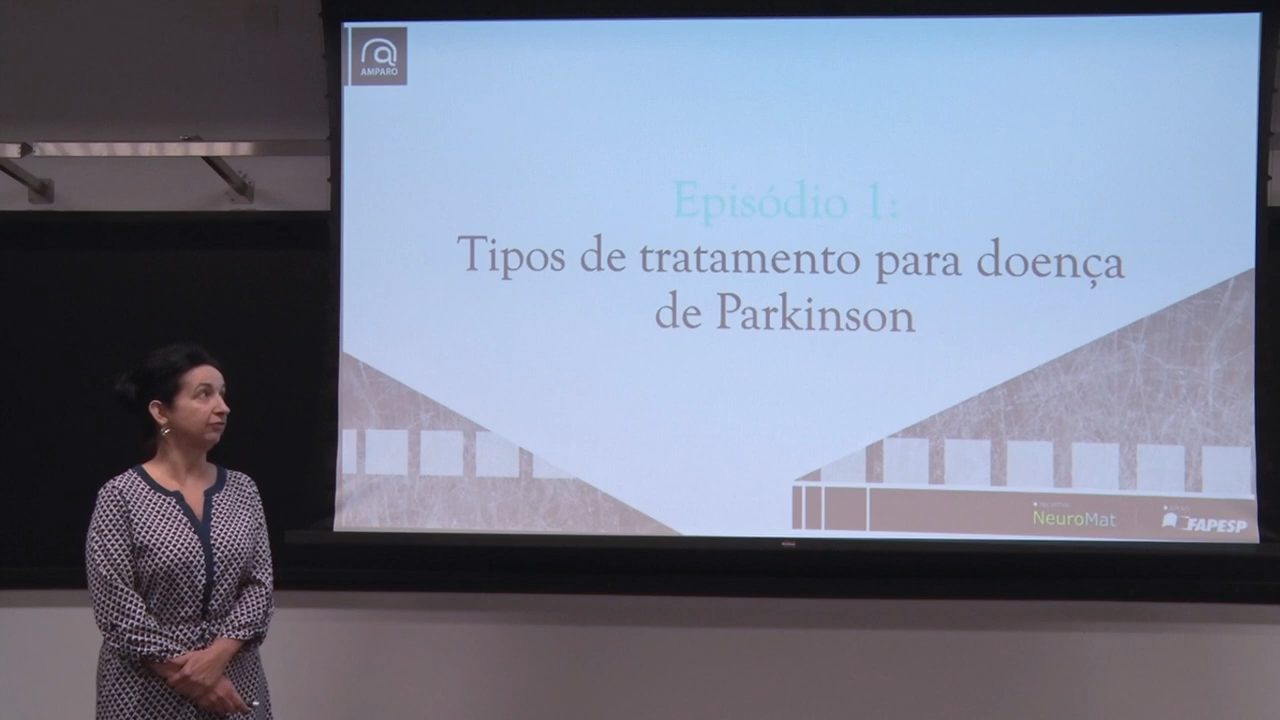 AMPARO
Episódio 1:
Tipos de tratamento para doença
de Parkinson
NeuroMat
FAPESP